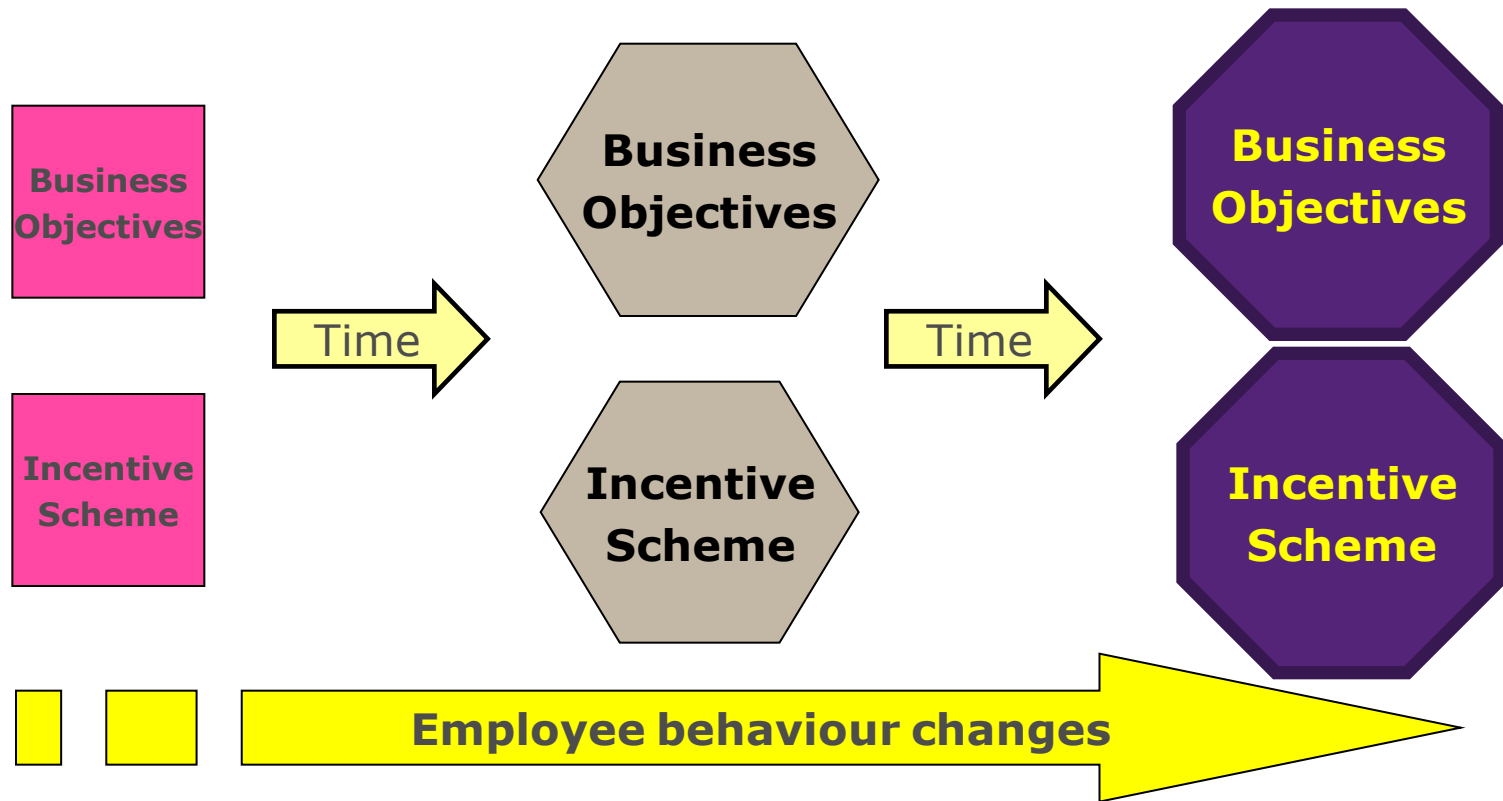 Business
Objectives
Incentive
Scheme
Time
Business
Objectives
Incentive
Scheme
Time
Business
Objectives
Incentive
Scheme
Employee behaviour changes